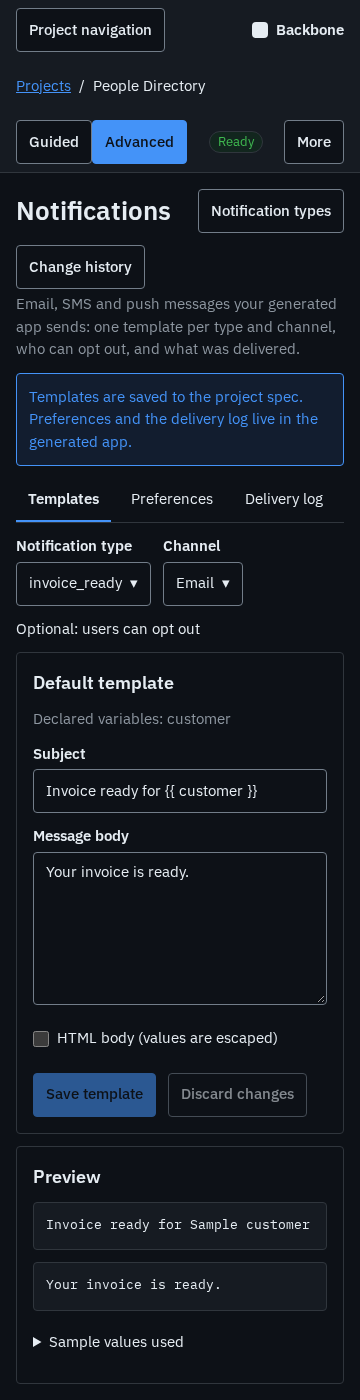 Project navigation
Backbone
Projects / People Directory
Guided
Advanced
Ready
More
Notifications
Notification types
Change history
Email, SMS and push messages your generated
app sends: one template per type and channel,
who can opt out, and what was delivered.
Templates are saved to the project spec.
Preferences and the delivery log live in the
generated app.
Templates
Preferences
Delivery log
Notification type
Channel
invoice_ready ▾
Email ▾
Optional: users can opt out
Default template
Declared variables: customer
Subject
Invoice ready for {{ customer }}
Message body
Your invoice is ready.
HTML body (values are escaped)
Save template
Discard changes
Preview
Invoice ready for Sample customer
Your invoice is ready.
▶ Sample values used